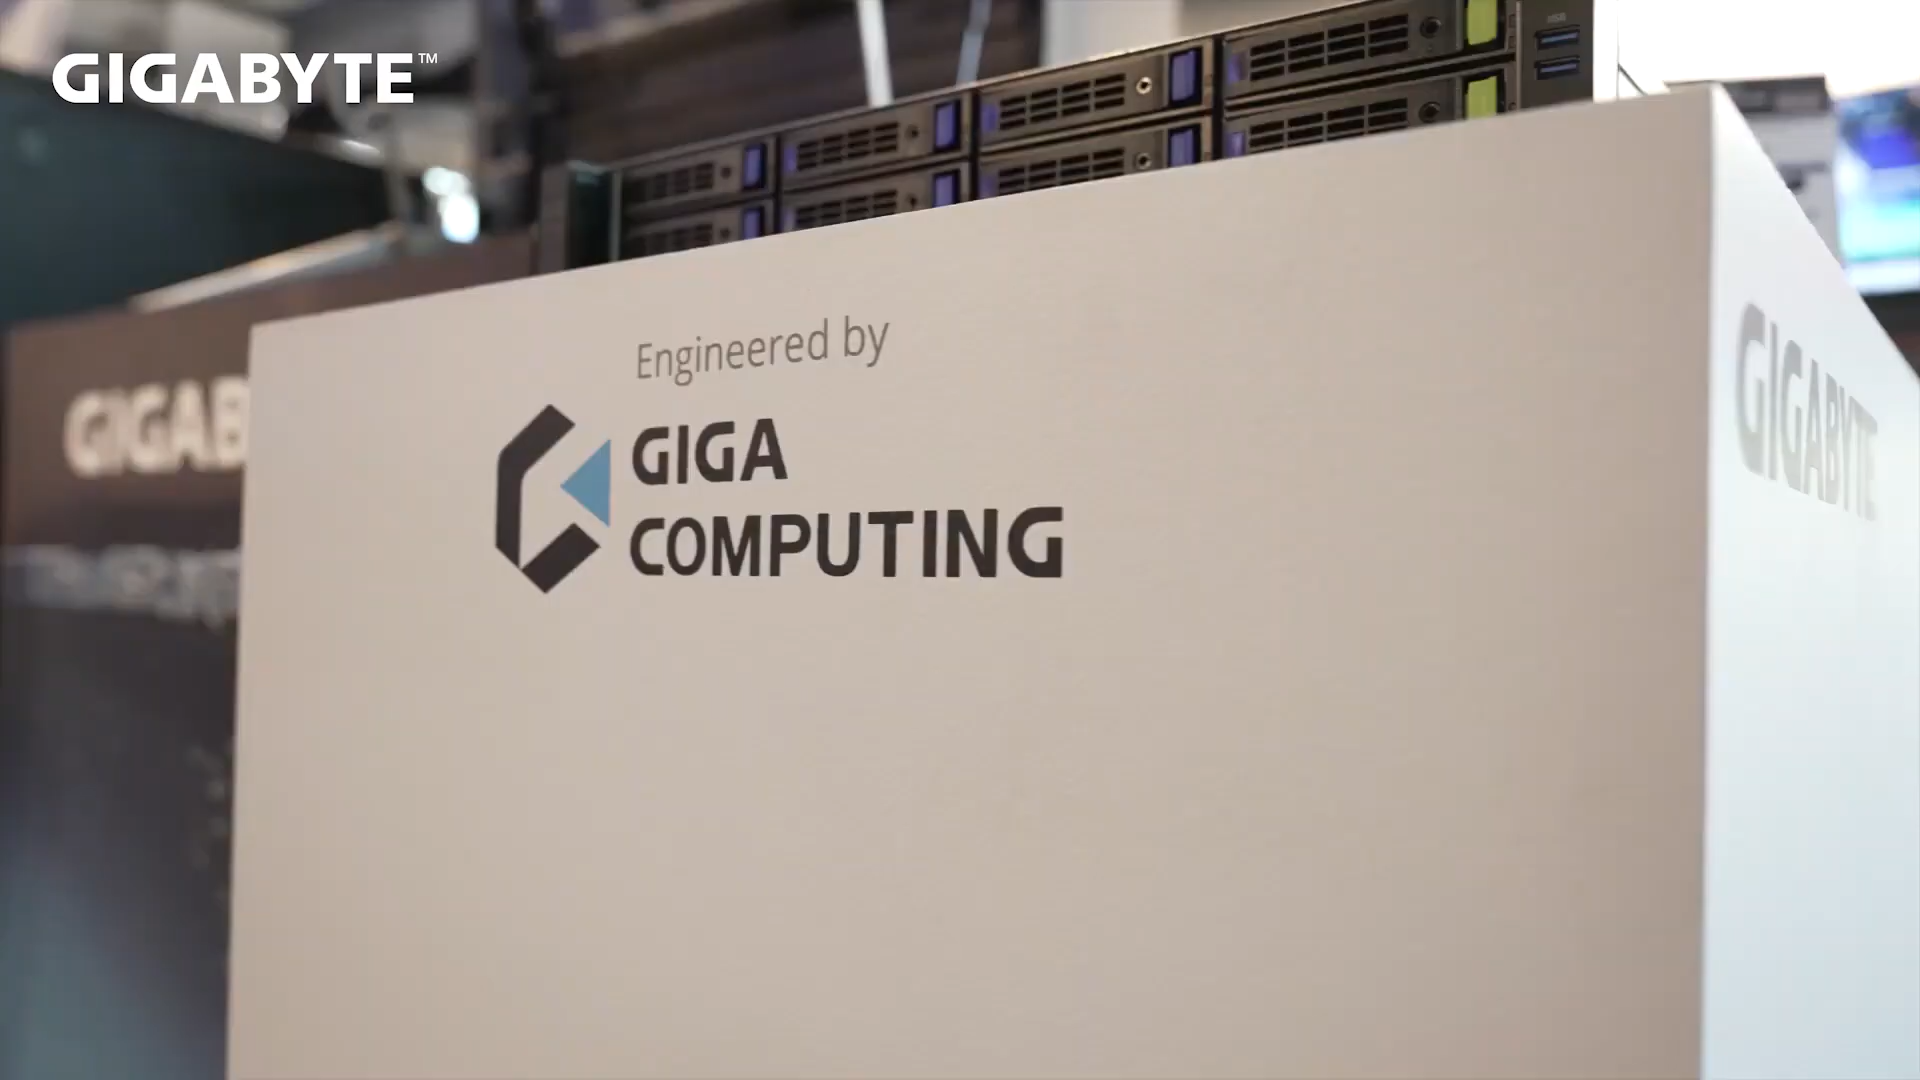 GIGABYTE™
Engineered by
GIGA
COMPUTING
GIGABYTE
GIGAB